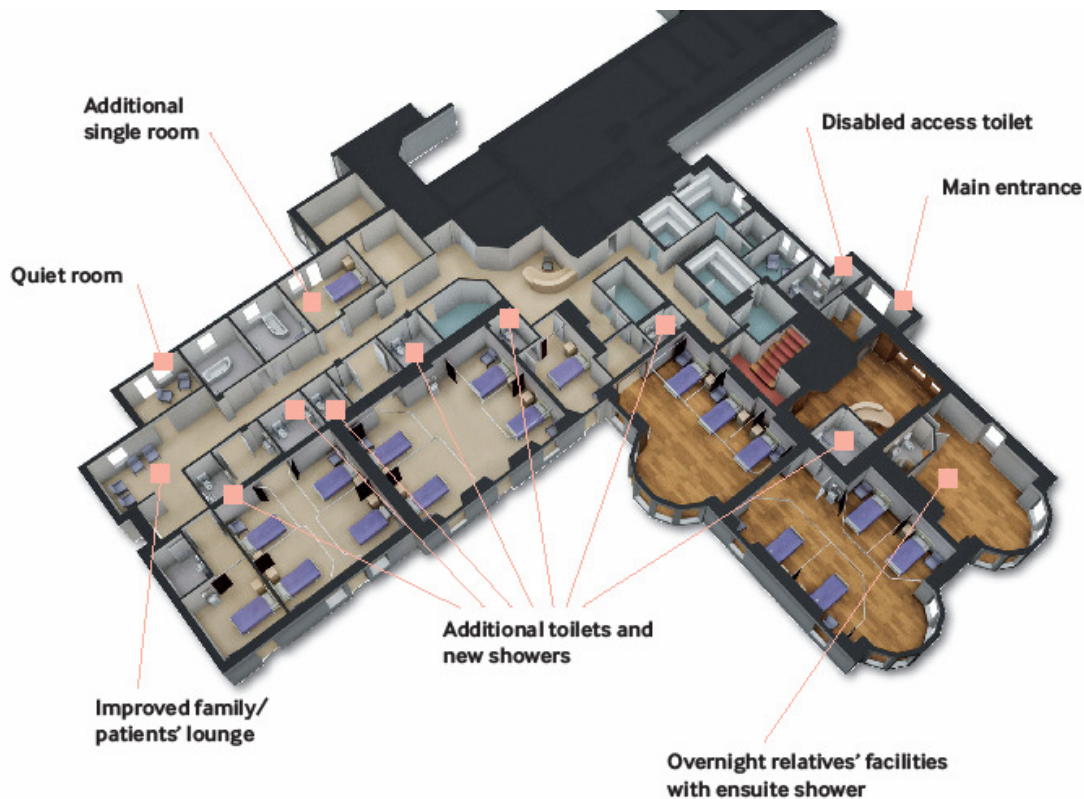 Additional
single room
Disabled access toilet
Main entrance
Quiet room
Additional toilets and
new showers
Improved family/
patients’ lounge
Overnight relatives’ facilities
with ensuite shower